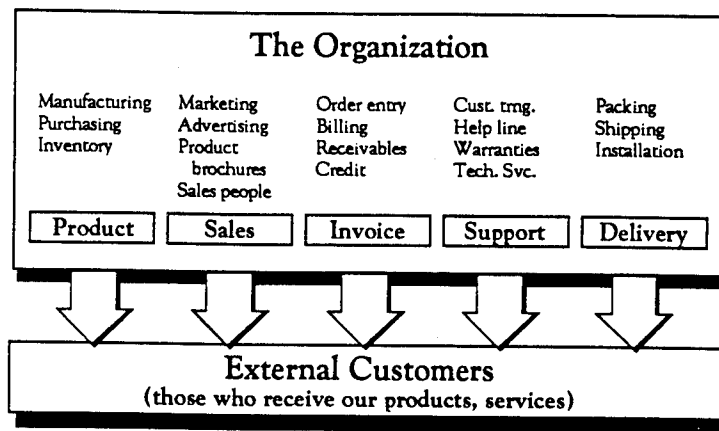 The Organization
Manufacturing
Purchasing
Inventory
Marketing
Advertising
Product
brochures
Sales people
Order entry
Billing
Receivables
Credit
Cust. trng.
Help line
Warranties
Tech. Svc.
Packing
Shipping
Installation
Product
Sales
Invoice
Support
Delivery
External Customers
(those who receive our products, services)